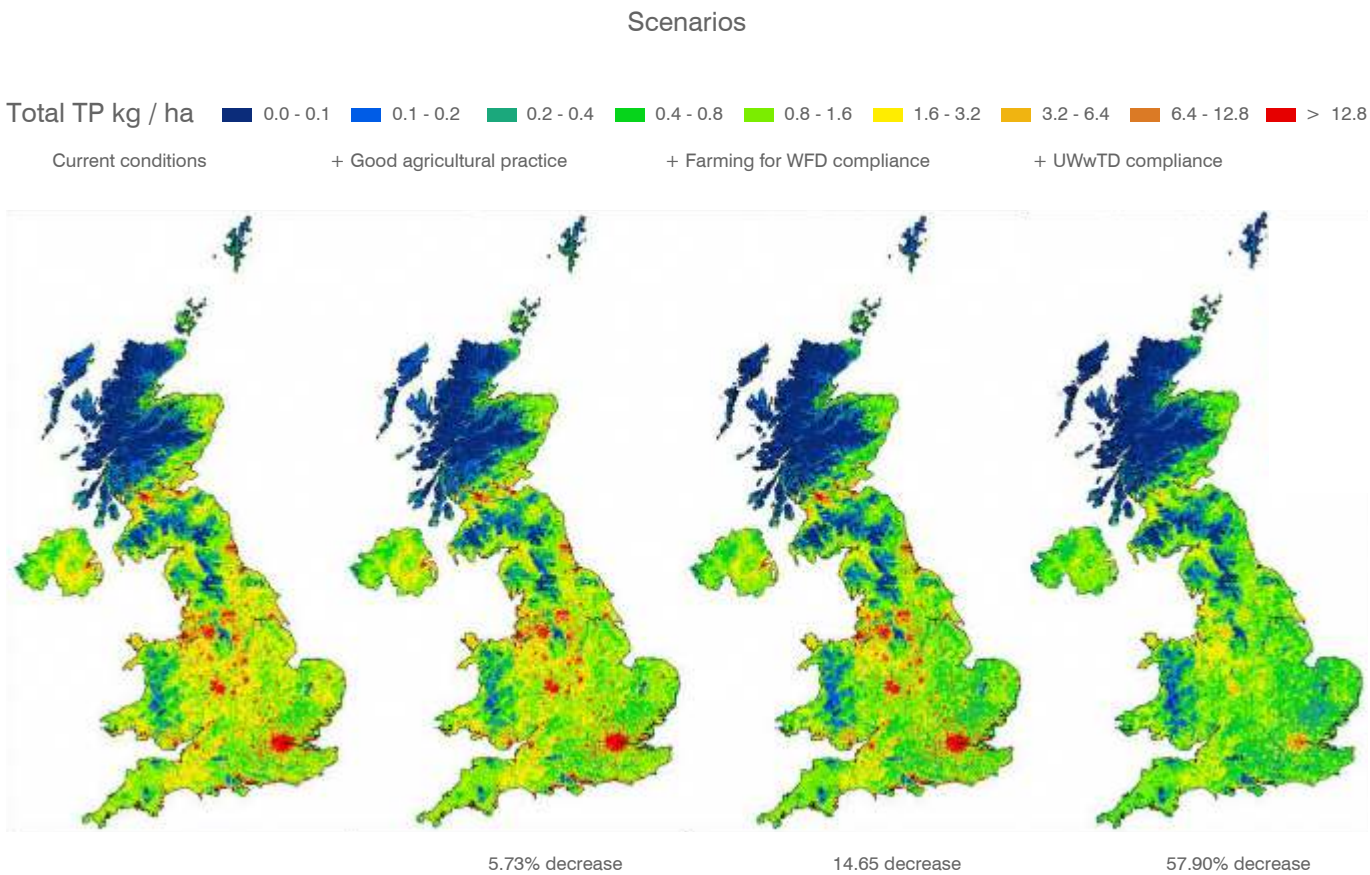 Scenarios
Total TP kg / ha 0.0 - 0.1 0.1 - 0.2 0.2 - 0.4 0.4 - 0.8 0.8 - 1.6 1.6 - 3.2 3.2 - 6.4 6.4 - 12.8 > 12.8
Current conditions + Good agricultural practice + Farming for WFD compliance + UWwTD compliance
5.73% decrease 14.65 decrease 57.90% decrease